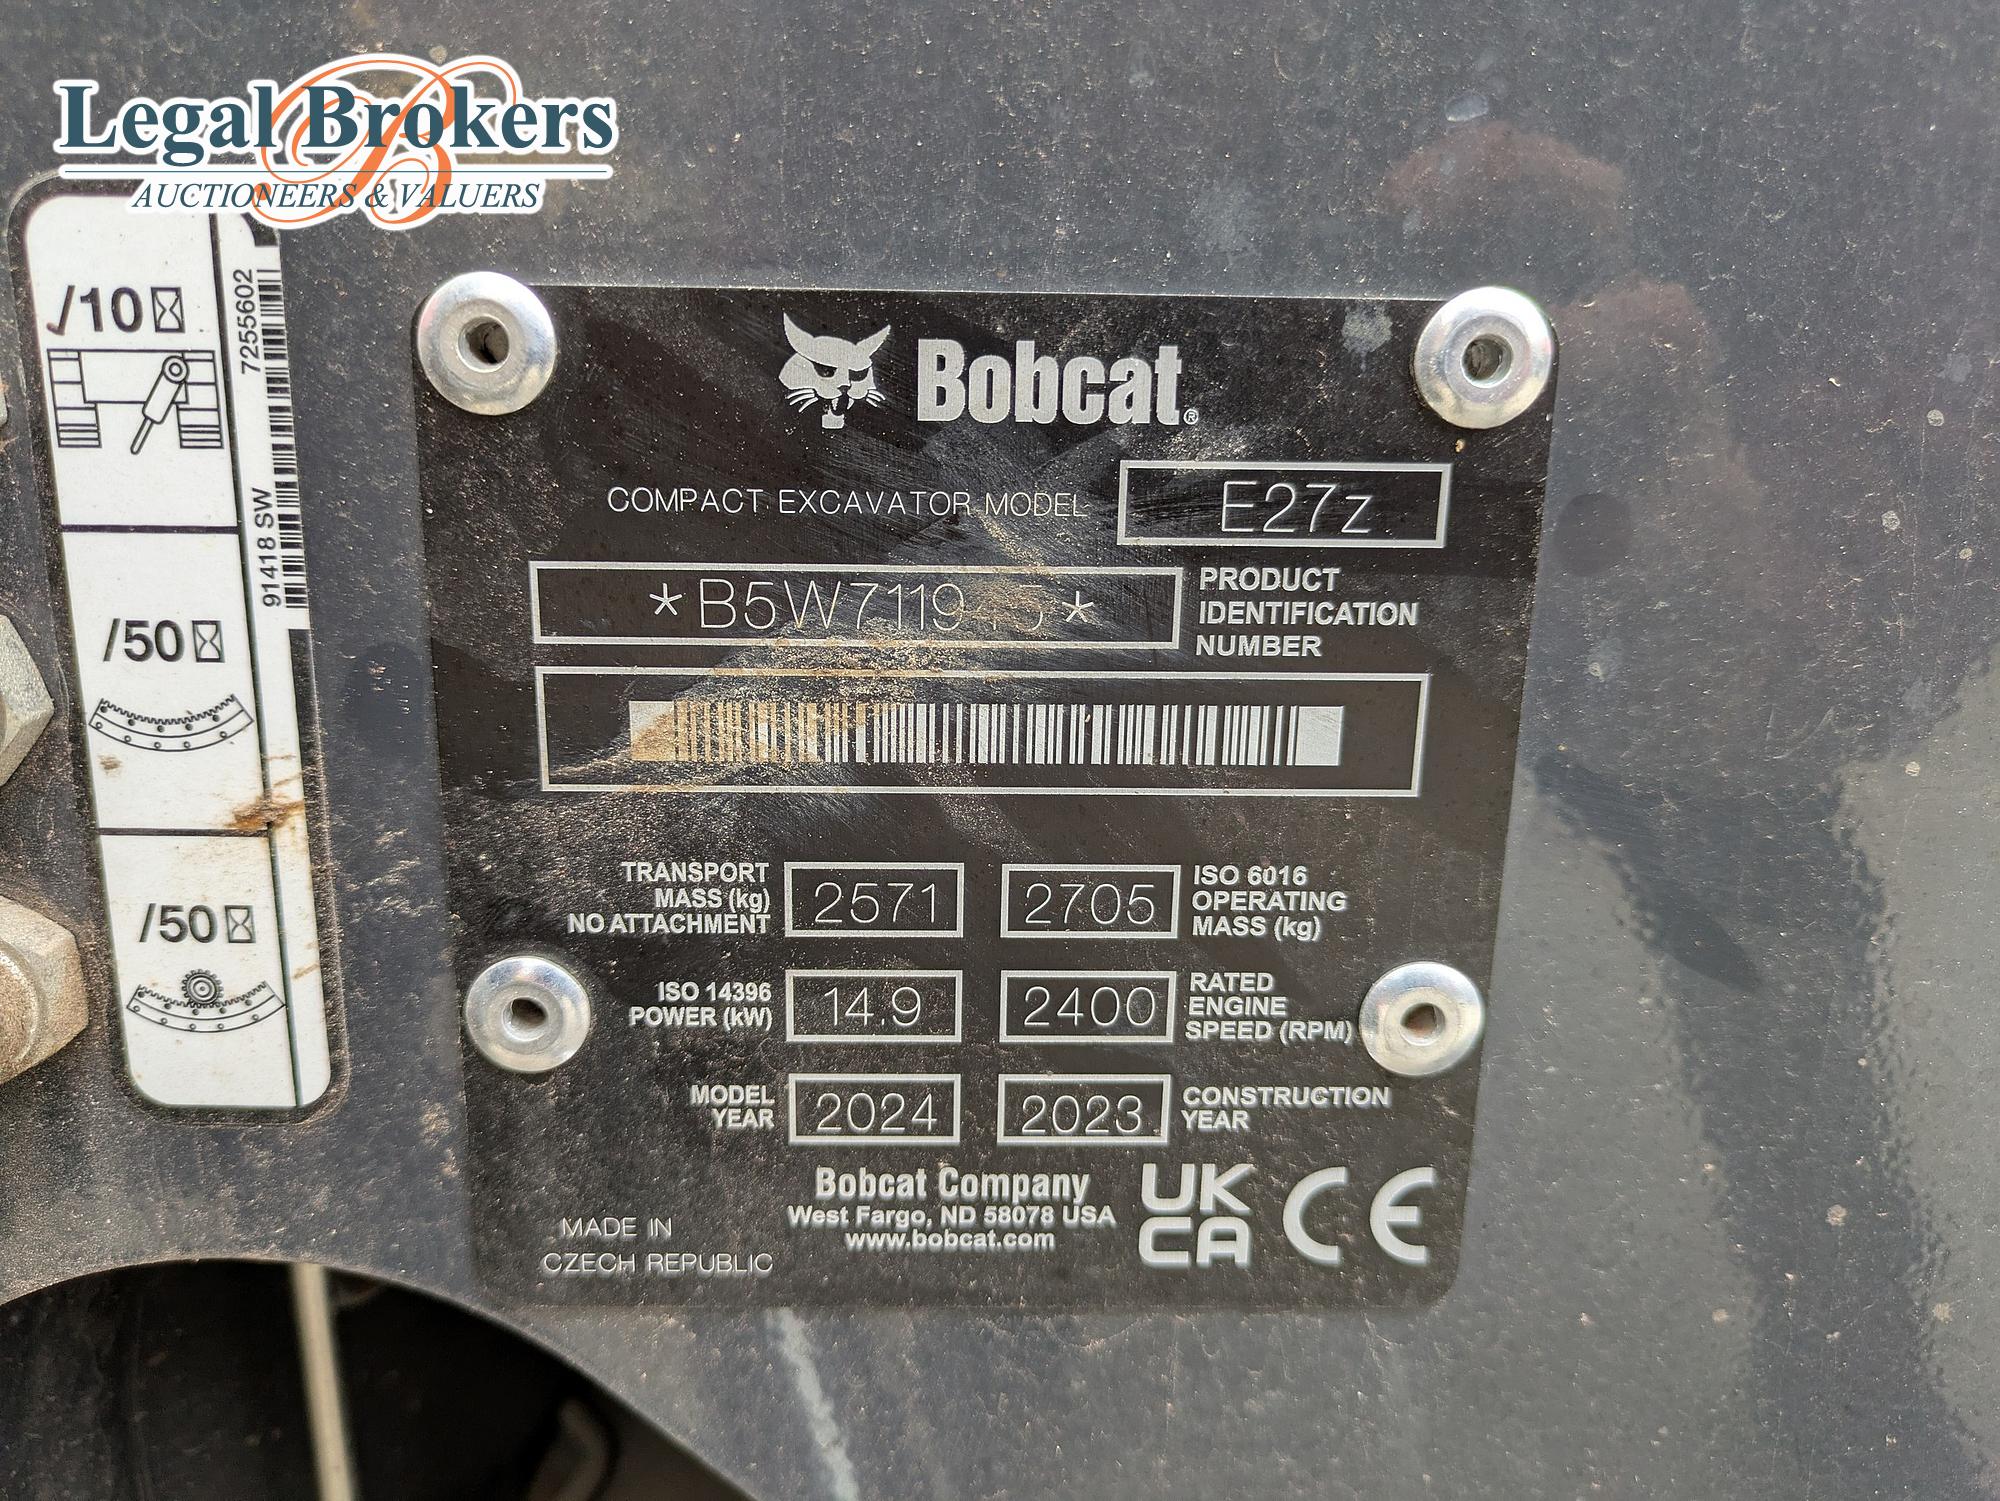 Legal Brokers
AUCTIONEERS & VALUERS
/10
/50
/50
7255602
91418 SW
Bobcat®
COMPACT EXCAVATOR MODEL E27z
PRODUCT
IDENTIFICATION
NUMBER
TRANSPORT
MASS (kg)
NO ATTACHMENT
2571
2705
ISO 6016
OPERATING
MASS (kg)
ISO 14396
POWER (kW)
14.9
2400
RATED
ENGINE
SPEED (RPM)
MODEL
YEAR
2024
2023
CONSTRUCTION
YEAR
Bobcat Company
West Fargo, ND 58078 USA
www.bobcat.com
MADE IN
CZECH REPUBLIC
UK
CA
CE